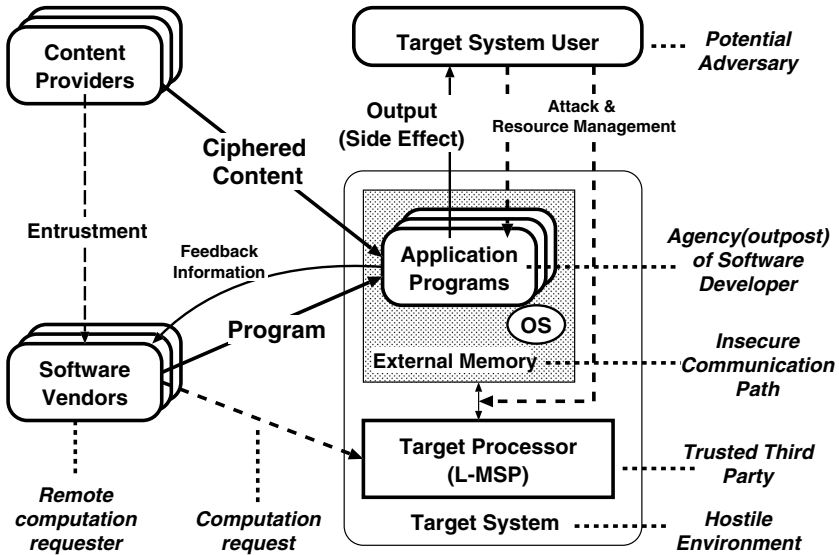 Content
Providers
Target System User
Potential
Adversary
Output
(Side Effect)
Attack &
Resource Management
Ciphered
Content
Entrustment
Feedback
Information
Application
Programs
Agency(outpost)
of Software
Developer
OS
Program
External Memory
Insecure
Communication
Path
Software
Vendors
Target Processor
(L-MSP)
Trusted Third
Party
Remote
computation
requester
Computation
request
Target System
Hostile
Environment